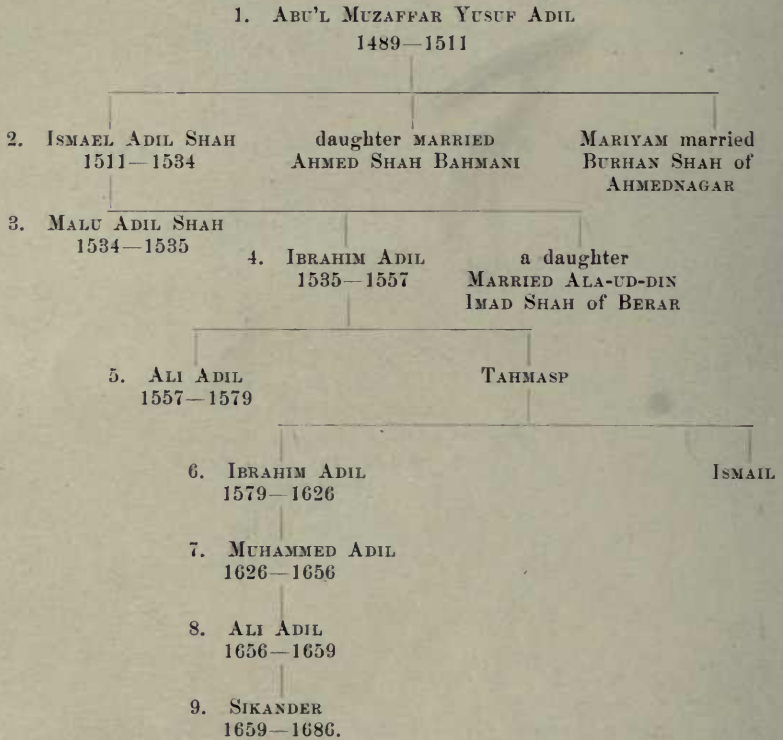 1. ABU'L MUZAFFAR YUSUF ADIL
1489—1511
2. ISMAEL ADIL SHAH
1511—1534
daughter MARRIED
AHMED SHAH BAHMANI
MARIYAM married
BURHAN SHAH of
AHMEDNAGAR
3. MALU ADIL SHAH
1534—1535
4. IBRAHIM ADIL
1535—1557
a daughter
MARRIED ALA-UD-DIN
IMAD SHAH of BERAR
5. ALI ADIL
1557—1579
TAHMASP
6. IBRAHIM ADIL
1579—1626
ISMAIL
7. MUHAMMED ADIL
1626—1656
8. ALI ADIL
1656—1659
9. SIKANDER
1659—1686.